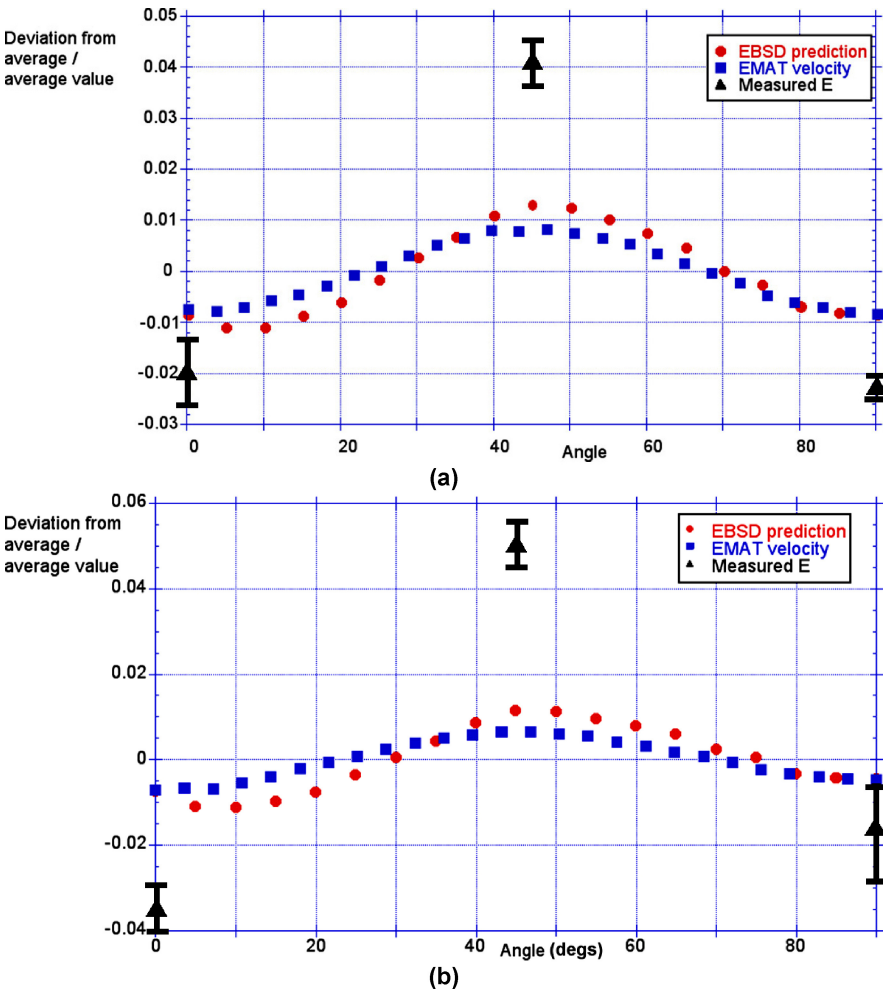 0.05
Deviation from
average /
average value
EBSD prediction
EMAT velocity
Measured E
0.04
0.03
0.02
0.01
0
-0.01
-0.02
-0.03
0
20
40
60
80
Angle
(a)
0.06
Deviation from
average /
average value
EBSD prediction
EMAT velocity
Measured E
0.04
0.02
0
-0.02
-0.04
0
20
40
60
80
Angle (degs)
(b)